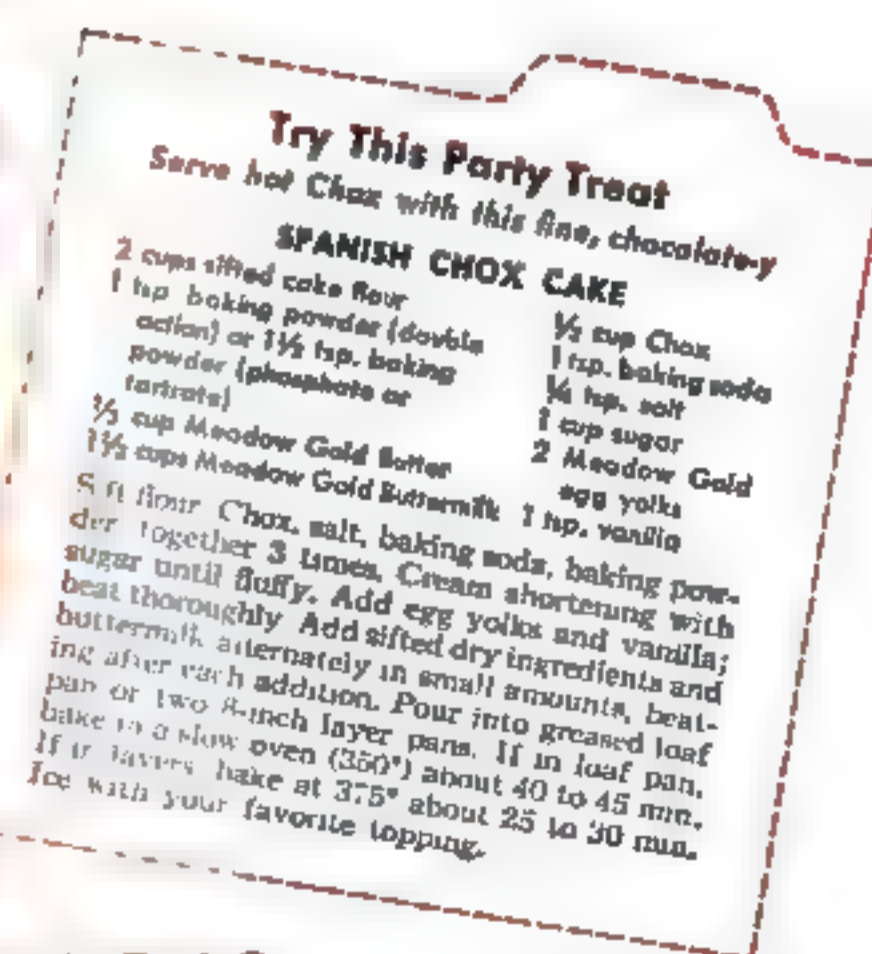 Try This Party Treat
Serve hot Chox with this fine, chocolate-y
SPANISH CHOX CAKE
2 cups sifted cake flour
1 tsp baking powder (double
action) or 1½ tsp. baking
powder (phosphate or
tartrate)
cup Meadow Gold Butter
cups Meadow Gold Buttermilk
cup Chox
1 tsp. baking soda
¼ tsp. salt
1 cup sugar
2 Meadow Gold
egg yolks
1 tsp. vanilla
Sift flour Chox, salt, baking soda, baking pow-
der together 3 times. Cream shortening with
sugar until fluffy. Add egg yolks and vanilla;
beat thoroughly Add sifted dry ingredients and
buttermilk alternately in small amounts, beat-
ing after each addition. Pour into greased loaf
pan or two 8-inch layer pans. If in loaf pan,
bake in a slow oven (350°) about 40 to 45 min.
If in layers, bake at 375° about 25 to 30 min.
Ice with your favorite topping.